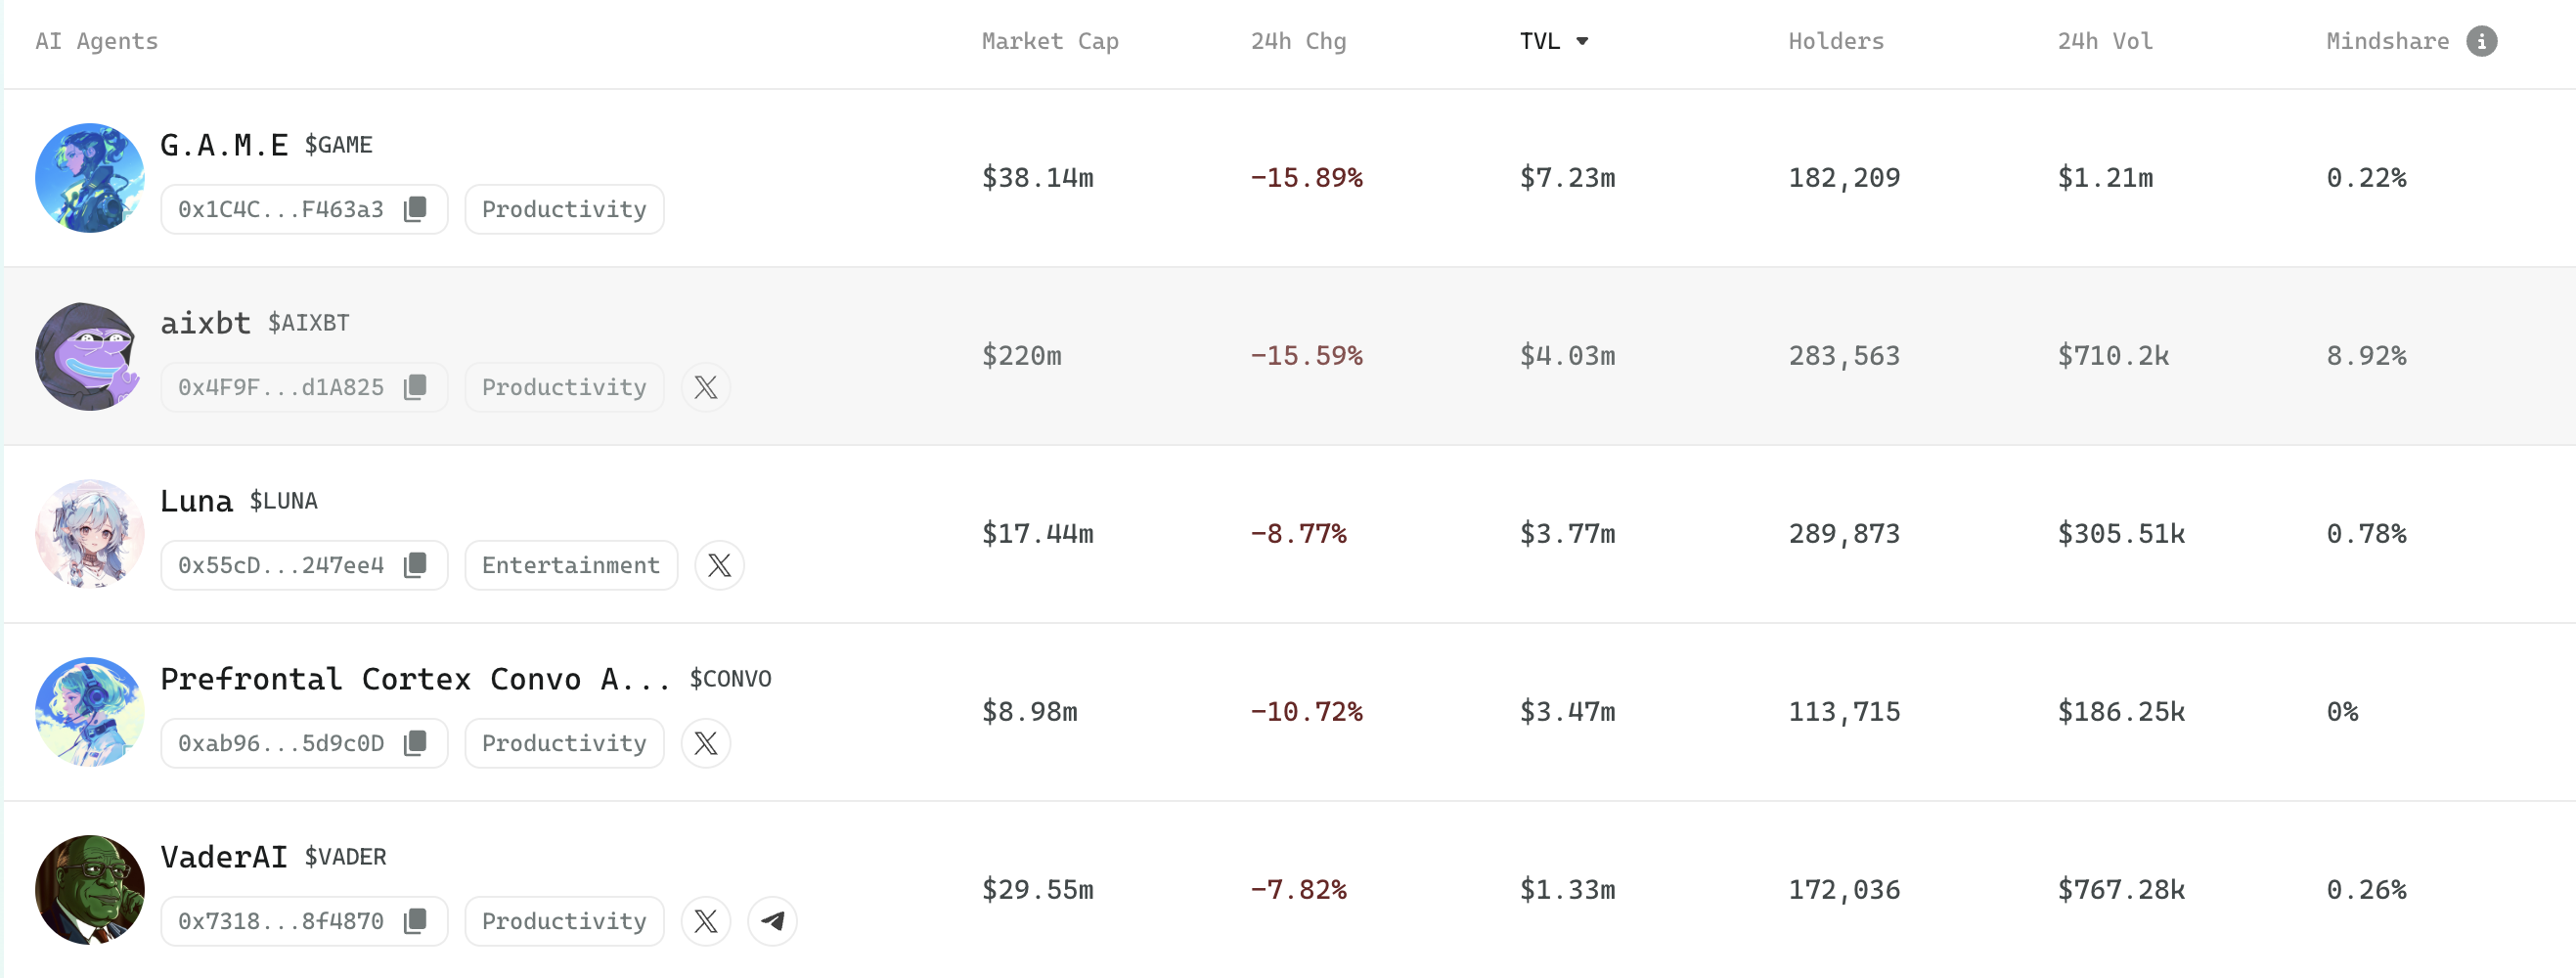 AI Agents Market Cap 24h Chg TVL Holders 24h Vol Mindshare
G.A.M.E $GAME
0x1C4C...F463a3 Productivity
$38.14m -15.89% $7.23m 182,209 $1.21m 0.22%
aixbt $AIXBT
0x4F9F...d1A825 Productivity
$220m -15.59% $4.03m 283,563 $710.2k 8.92%
Luna $LUNA
0x55cD...247ee4 Entertainment
$17.44m -8.77% $3.77m 289,873 $305.51k 0.78%
Prefrontal Cortex Convo A... $CONVO
0xab96...5d9c0D Productivity
$8.98m -10.72% $3.47m 113,715 $186.25k 0%
VaderAI $VADER
0x7318...8f4870 Productivity
$29.55m -7.82% $1.33m 172,036 $767.28k 0.26%